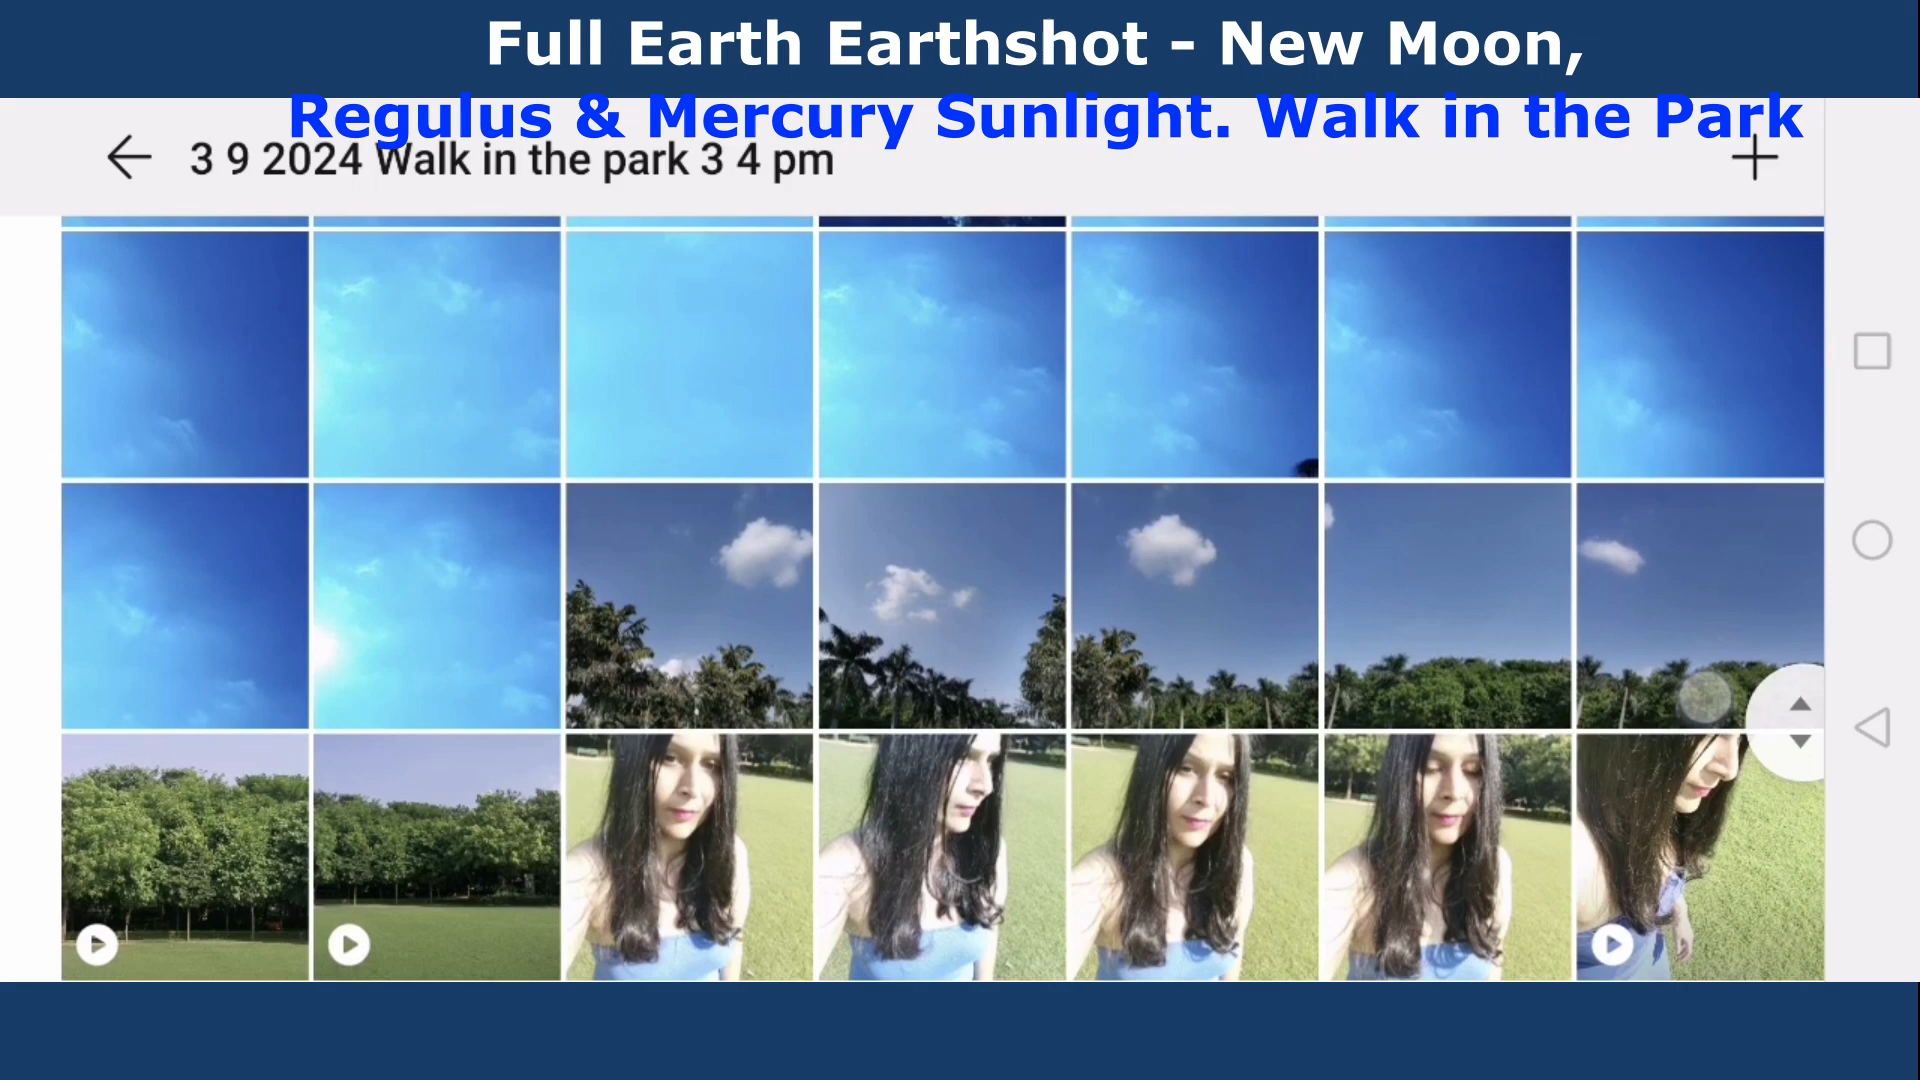 Full Earth Earthshot - New Moon,
Regulus & Mercury Sunlight. Walk in the Park
3 9 2024 Walk in the park 3 4 pm